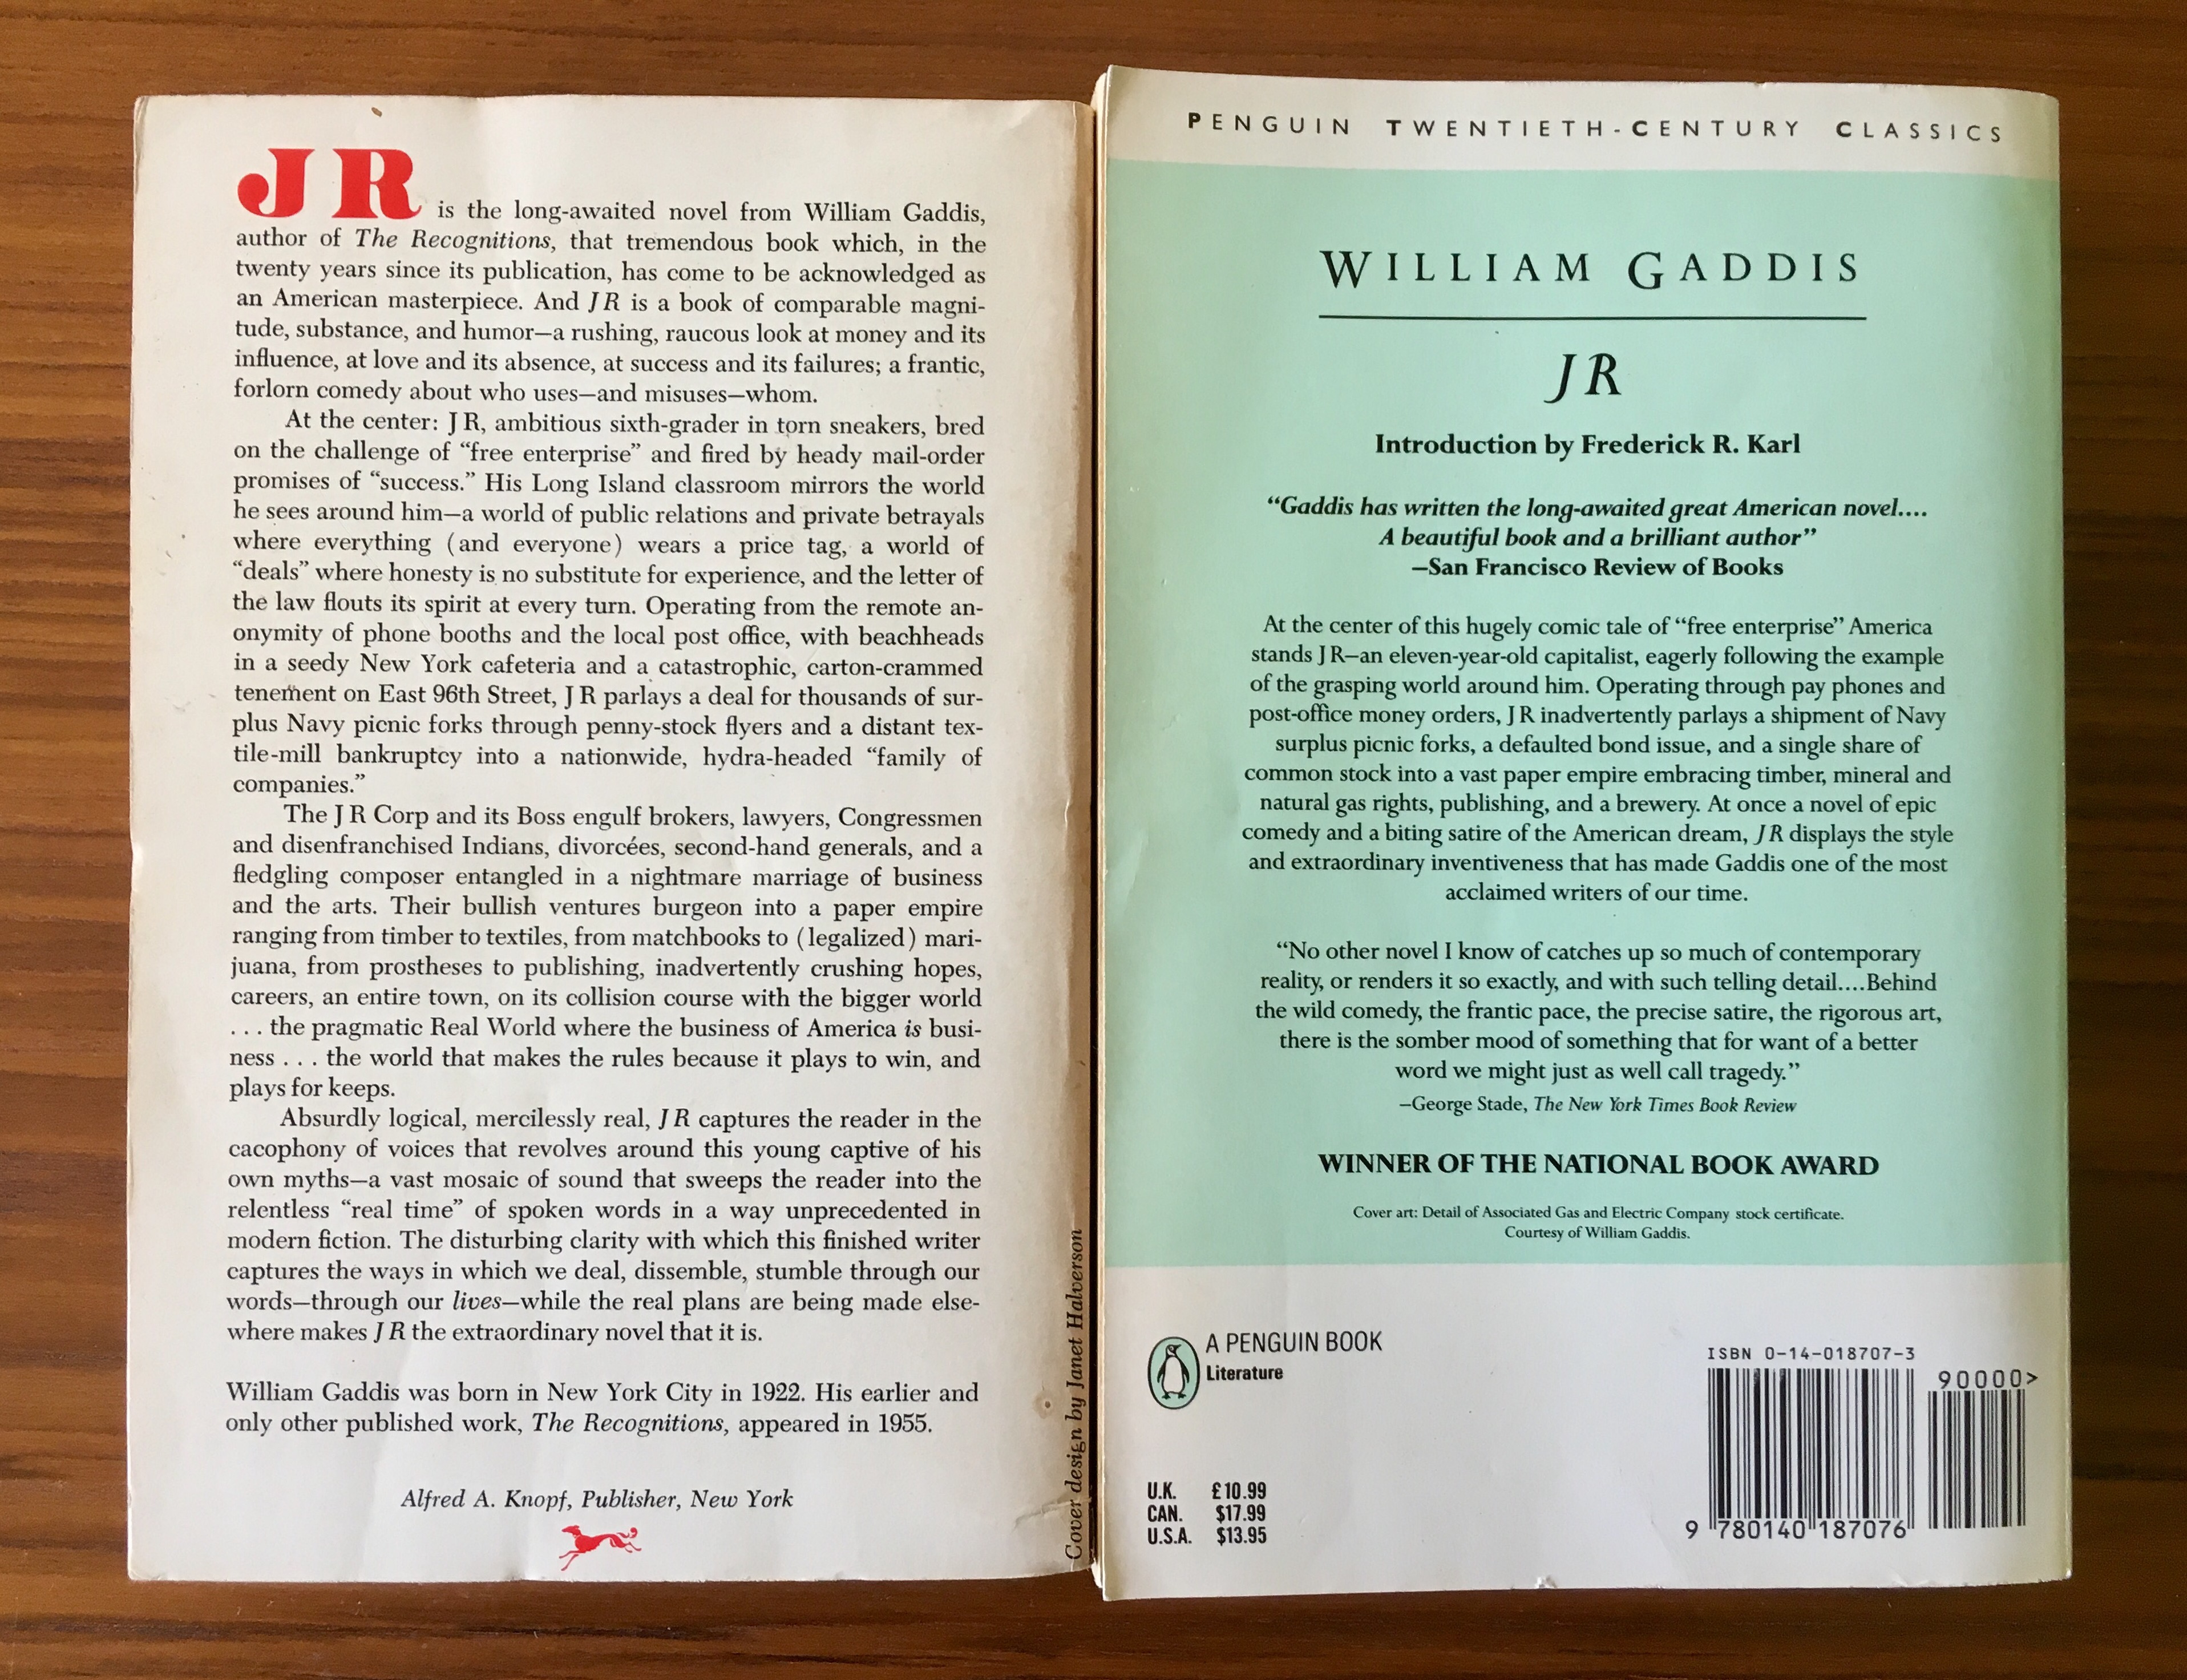 J R is the long-awaited novel from William Gaddis,
author of The Recognitions, that tremendous book which, in the
twenty years since its publication, has come to be acknowledged as
an American masterpiece. And J R is a book of comparable magni-
tude, substance, and humor—a rushing, raucous look at money and its
influence, at love and its absence, at success and its failures; a frantic,
forlorn comedy about who uses—and misuses—whom.
At the center: J R, ambitious sixth-grader in torn sneakers, bred
on the challenge of “free enterprise” and fired by heady mail-order
promises of “success.” His Long Island classroom mirrors the world
he sees around him—a world of public relations and private betrayals
where everything (and everyone) wears a price tag, a world of
“deals” where honesty is no substitute for experience, and the letter of
the law flouts its spirit at every turn. Operating from the remote an-
onymity of phone booths and the local post office, with beachheads
in a seedy New York cafeteria and a catastrophic, carton-crammed
tenement on East 96th Street, J R parlays a deal for thousands of sur-
plus Navy picnic forks through penny-stock flyers and a distant tex-
tile-mill bankruptcy into a nationwide, hydra-headed “family of
companies.”
The J R Corp and its Boss engulf brokers, lawyers, Congressmen
and disenfranchised Indians, divorcées, second-hand generals, and a
fledgling composer entangled in a nightmare marriage of business
and the arts. Their bullish ventures burgeon into a paper empire
ranging from timber to textiles, from matchbooks to (legalized) mari-
juana, from prostheses to publishing, inadvertently crushing hopes,
careers, an entire town, on its collision course with the bigger world
. . . the pragmatic Real World where the business of America is busi-
ness . . . the world that makes the rules because it plays to win, and
plays for keeps.
Absurdly logical, mercilessly real, J R captures the reader in the
cacophony of voices that revolves around this young captive of his
own myths—a vast mosaic of sound that sweeps the reader into the
relentless “real time” of spoken words in a way unprecedented in
modern fiction. The disturbing clarity with which this finished writer
captures the ways in which we deal, dissemble, stumble through our
words—through our lives—while the real plans are being made else-
where makes J R the extraordinary novel that it is.
William Gaddis was born in New York City in 1922. His earlier and
only other published work, The Recognitions, appeared in 1955.
Alfred A. Knopf, Publisher, New York
Cover design by Janet Halverson
PENGUIN TWENTIETH-CENTURY CLASSICS
WILLIAM GADDIS
J R
Introduction by Frederick R. Karl
“Gaddis has written the long-awaited great American novel....
A beautiful book and a brilliant author”
—San Francisco Review of Books
At the center of this hugely comic tale of “free enterprise” America
stands J R—an eleven-year-old capitalist, eagerly following the example
of the grasping world around him. Operating through pay phones and
post-office money orders, J R inadvertently parlays a shipment of Navy
surplus picnic forks, a defaulted bond issue, and a single share of
common stock into a vast paper empire embracing timber, mineral and
natural gas rights, publishing, and a brewery. At once a novel of epic
comedy and a biting satire of the American dream, J R displays the style
and extraordinary inventiveness that has made Gaddis one of the most
acclaimed writers of our time.
“No other novel I know of catches up so much of contemporary
reality, or renders it so exactly, and with such telling detail....Behind
the wild comedy, the frantic pace, the precise satire, the rigorous art,
there is the somber mood of something that for want of a better
word we might just as well call tragedy.”
—George Stade, The New York Times Book Review
WINNER OF THE NATIONAL BOOK AWARD
Cover art: Detail of Associated Gas and Electric Company stock certificate.
Courtesy of William Gaddis.
A PENGUIN BOOK
Literature
U.K. £10.99
CAN. $17.99
U.S.A. $13.95
ISBN 0-14-018707-3
90000>
9 780140 187076